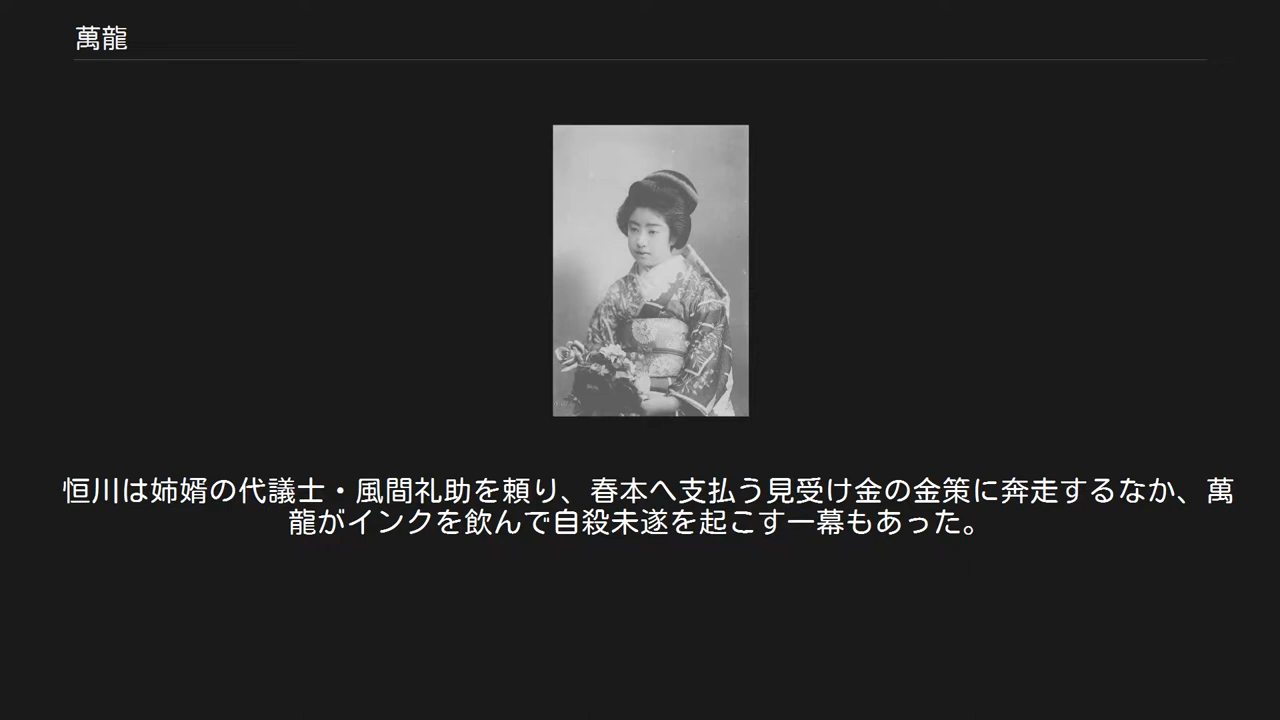 萬龍
恒川は姉婿の代議士・風間礼助を頼り、春本へ支払う見受け金の金策に奔走するなか、萬
龍がインクを飲んで自殺未遂を起こす一幕もあった。